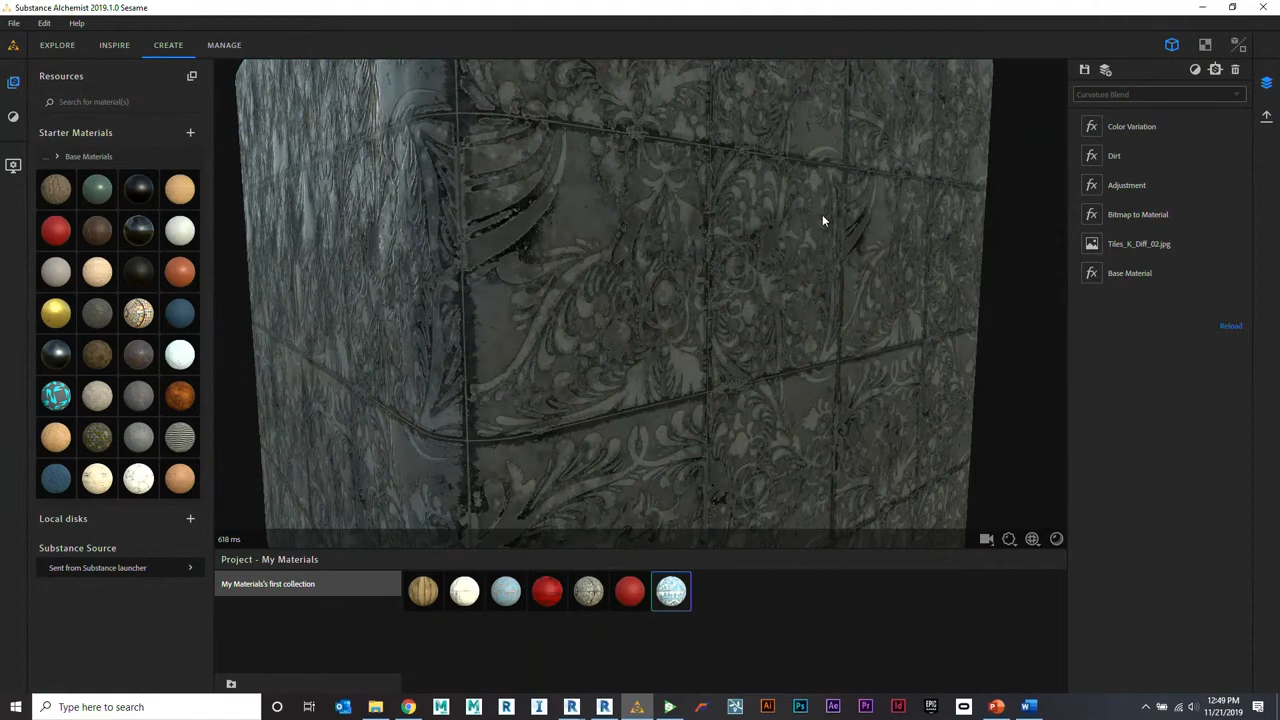 Substance Alchemist 2019.1.0 Sesame
File Edit Help
EXPLORE INSPIRE CREATE MANAGE
Resources
Search for material(s)
Starter Materials
... > Base Materials
Local disks
Substance Source
Sent from Substance launcher >
618 ms
Project - My Materials
My Materials's first collection
Curvature Blend
Color Variation
Dirt
Adjustment
Bitmap to Material
Tiles_K_Diff_02.jpg
Base Material
Reload
Type here to search
12:49 PM
11/21/2019